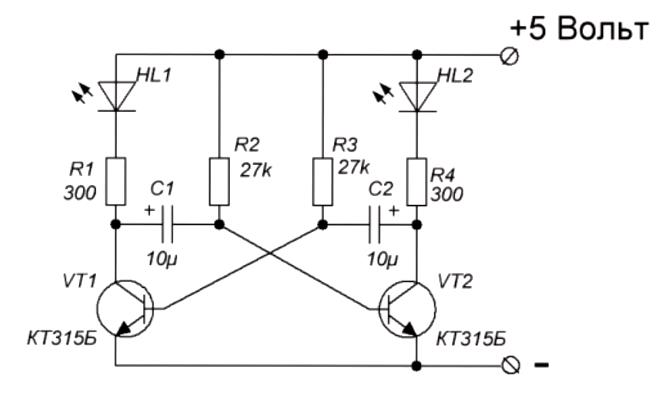 +5 Вольт
HL1
HL2
R1
300
C1
+
10µ
R2
27k
R3
27k
C2
+
10µ
R4
300
VT1
КТ315Б
VT2
КТ315Б
-